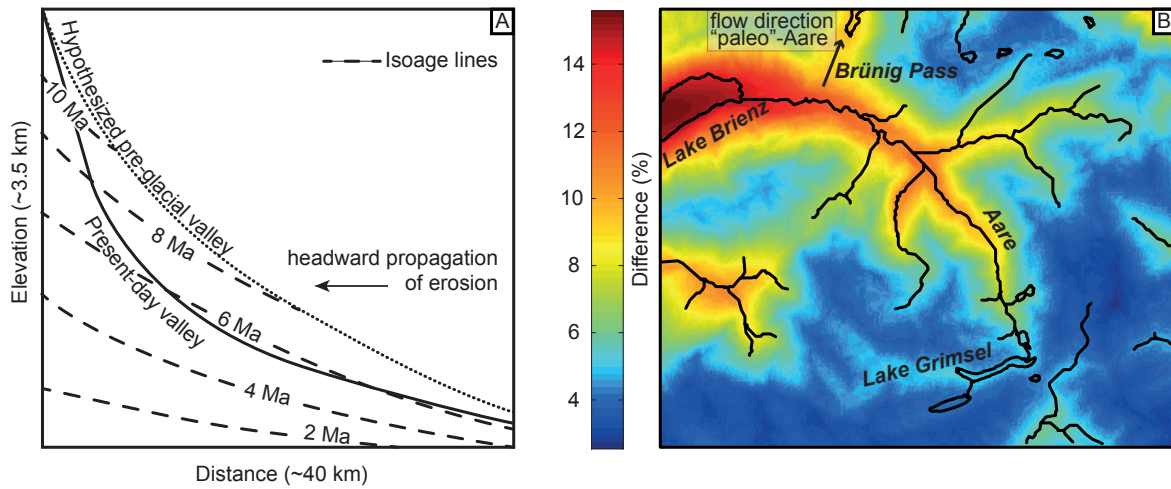 A
Hypothesized pre-glacial valley
Isoage lines
10 Ma
8 Ma
headward propagation
of erosion
Present-day valley
6 Ma
4 Ma
2 Ma
Elevation (~3.5 km)
Distance (~40 km)
14
12
10
8
6
4
Difference (%)
B
flow direction
"paleo"-Aare
Brünig Pass
Lake Brienz
Aare
Lake Grimsel